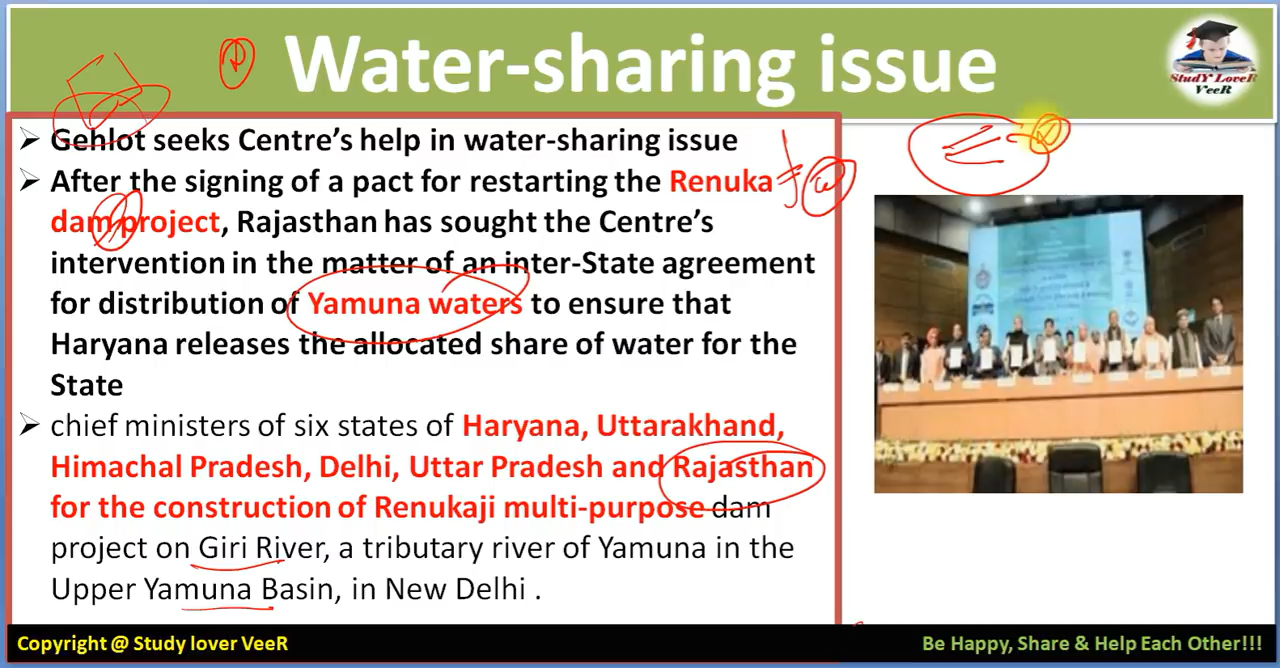 Water-sharing issue
StudY LoveR
VeeR
➢ Gehlot seeks Centre's help in water-sharing issue
➢ After the signing of a pact for restarting the Renuka
dam project, Rajasthan has sought the Centre's
intervention in the matter of an inter-State agreement
for distribution of Yamuna waters to ensure that
Haryana releases the allocated share of water for the
State
➢ chief ministers of six states of Haryana, Uttarakhand,
Himachal Pradesh, Delhi, Uttar Pradesh and Rajasthan
for the construction of Renukaji multi-purpose dam
project on Giri River, a tributary river of Yamuna in the
Upper Yamuna Basin, in New Delhi .
Copyright @ Study lover VeeR
Be Happy, Share & Help Each Other!!!